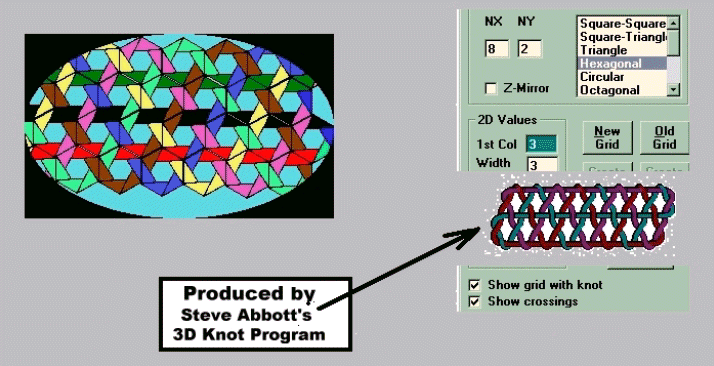 NX NY
8 2
Z-Mirror
Square-Square
Square-Triangl
Triangle
Hexagonal
Circular
Octagonal
2D Values
1st Col 3
Width 3
New
Grid
Old
Grid
Produced by
Steve Abbott's
3D Knot Program
Show grid with knot
Show crossings